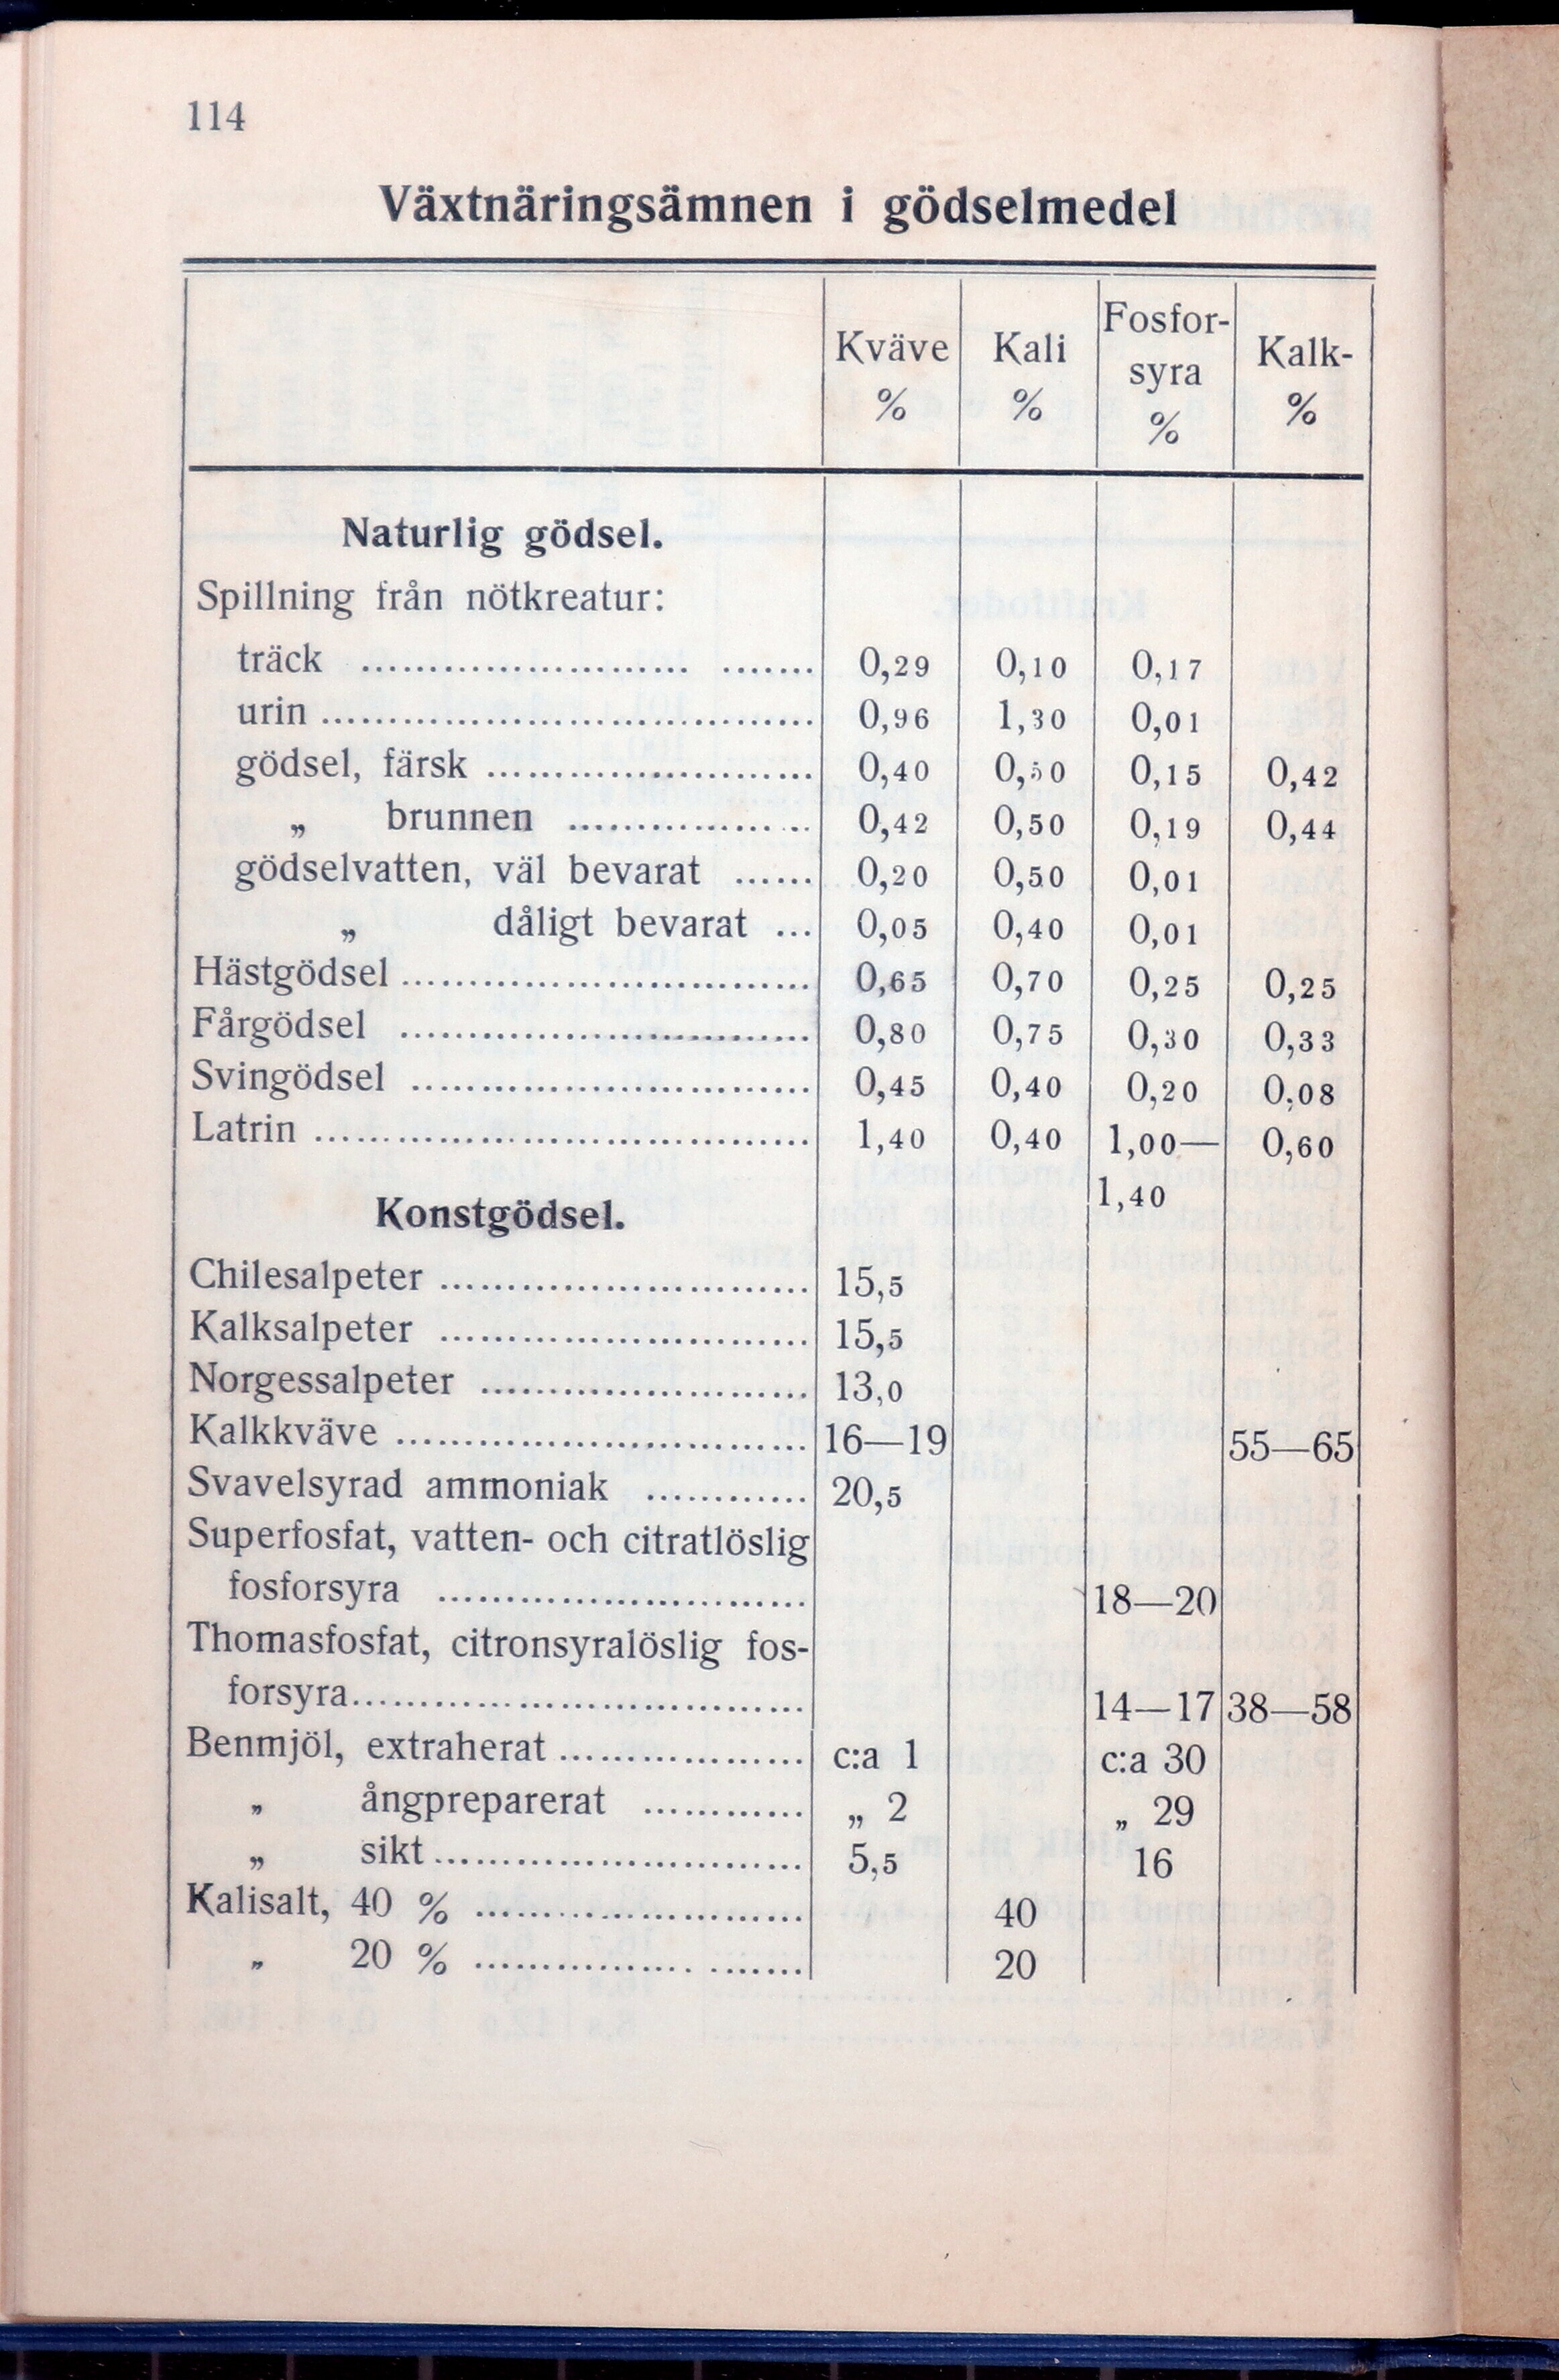 114
Växtnäringsämnen i gödselmedel
Kväve % Kali % Fosfor-syra % Kalk- %
Naturlig gödsel.
Spillning från nötkreatur:
träck ........................ ....... 0,29 0,10 0,17
urin .................................... 0,96 1,30 0,01
gödsel, färsk ........................ 0,40 0,50 0,15 0,42
„ brunnen .................. 0,42 0,50 0,19 0,44
gödselvatten, väl bevarat ...... 0,20 0,50 0,01
„ dåligt bevarat ... 0,05 0,40 0,01
Hästgödsel .............................. 0,65 0,70 0,25 0,25
Fårgödsel .............................. 0,80 0,75 0,30 0,33
Svingödsel ............................. 0,45 0,40 0,20 0,08
Latrin .................................... 1,40 0,40 1,00— 0,60
1,40
Konstgödsel.
Chilesalpeter ........................... 15,5
Kalksalpeter ........................... 15,5
Norgessalpeter ........................ 13,0
Kalkkväve .............................. 16—19 55—65
Svavelsyrad ammoniak ............ 20,5
Superfosfat, vatten- och citratlöslig
fosforsyra ........................... 18—20
Thomasfosfat, citronsyralöslig fos-
forsyra................................. 14—17 38—58
Benmjöl, extraherat .................. c:a 1 c:a 30
„ ångpreparerat ............ „ 2 „ 29
„ sikt ........................... 5,5 16
Kalisalt, 40 % ........................ 40
„ 20 % ................ ....... 20